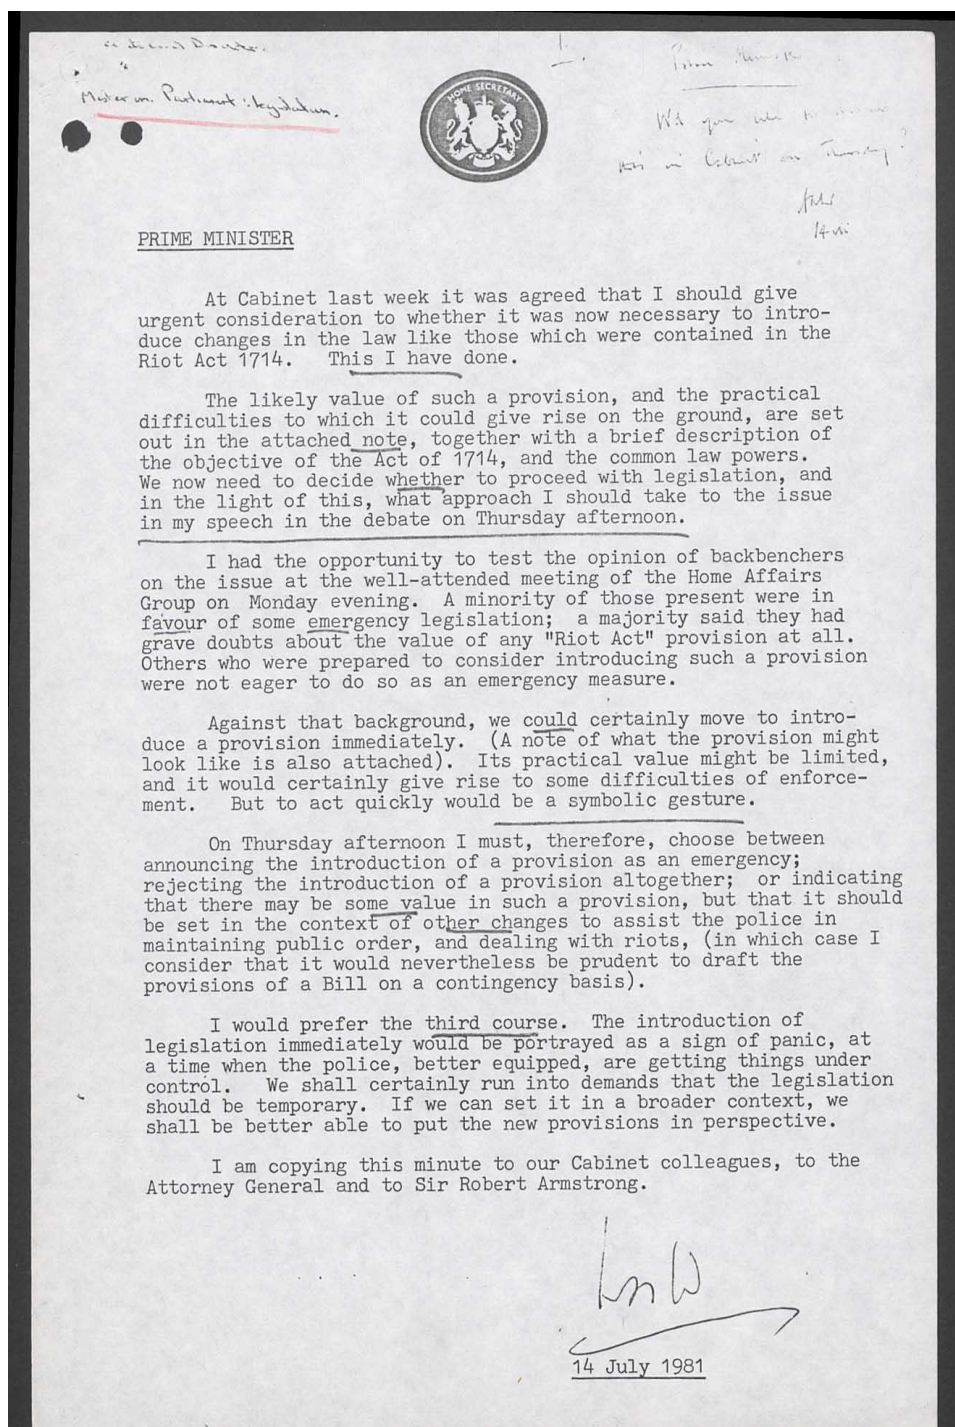 Master on Parliament : legislation.
HOME SECRETARY
Prime Minister
this in Cabinet on Thursday?
14 vii
PRIME MINISTER
At Cabinet last week it was agreed that I should give
urgent consideration to whether it was now necessary to intro-
duce changes in the law like those which were contained in the
Riot Act 1714. This I have done.
The likely value of such a provision, and the practical
difficulties to which it could give rise on the ground, are set
out in the attached note, together with a brief description of
the objective of the Act of 1714, and the common law powers.
We now need to decide whether to proceed with legislation, and
in the light of this, what approach I should take to the issue
in my speech in the debate on Thursday afternoon.
I had the opportunity to test the opinion of backbenchers
on the issue at the well-attended meeting of the Home Affairs
Group on Monday evening. A minority of those present were in
favour of some emergency legislation; a majority said they had
grave doubts about the value of any "Riot Act" provision at all.
Others who were prepared to consider introducing such a provision
were not eager to do so as an emergency measure.
Against that background, we could certainly move to intro-
duce a provision immediately. (A note of what the provision might
look like is also attached). Its practical value might be limited,
and it would certainly give rise to some difficulties of enforce-
ment. But to act quickly would be a symbolic gesture.
On Thursday afternoon I must, therefore, choose between
announcing the introduction of a provision as an emergency;
rejecting the introduction of a provision altogether; or indicating
that there may be some value in such a provision, but that it should
be set in the context of other changes to assist the police in
maintaining public order, and dealing with riots, (in which case I
consider that it would nevertheless be prudent to draft the
provisions of a Bill on a contingency basis).
I would prefer the third course. The introduction of
legislation immediately would be portrayed as a sign of panic, at
a time when the police, better equipped, are getting things under
control. We shall certainly run into demands that the legislation
should be temporary. If we can set it in a broader context, we
shall be better able to put the new provisions in perspective.
I am copying this minute to our Cabinet colleagues, to the
Attorney General and to Sir Robert Armstrong.
14 July 1981